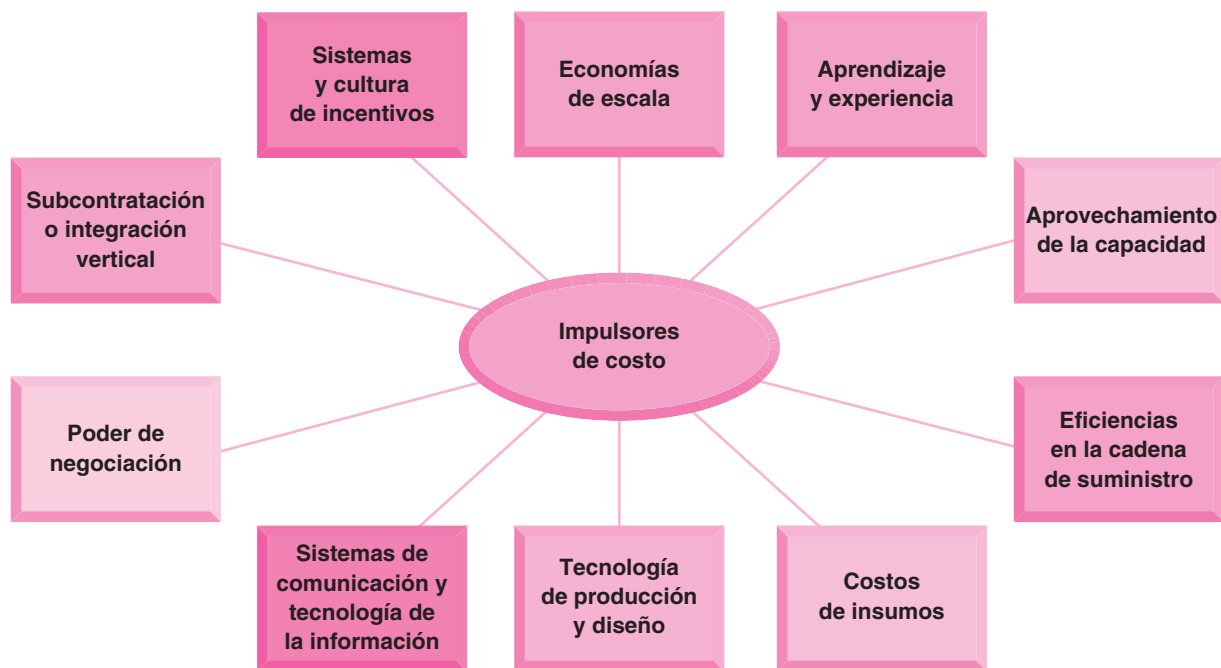 Sistemas
y cultura
de incentivos
Economías
de escala
Aprendizaje
y experiencia
Subcontratación
o integración
vertical
Aprovechamiento
de la capacidad
Impulsores
de costo
Poder de
negociación
Eficiencias
en la cadena
de suministro
Sistemas de
comunicación y
tecnología de
la información
Tecnología
de producción
y diseño
Costos
de insumos